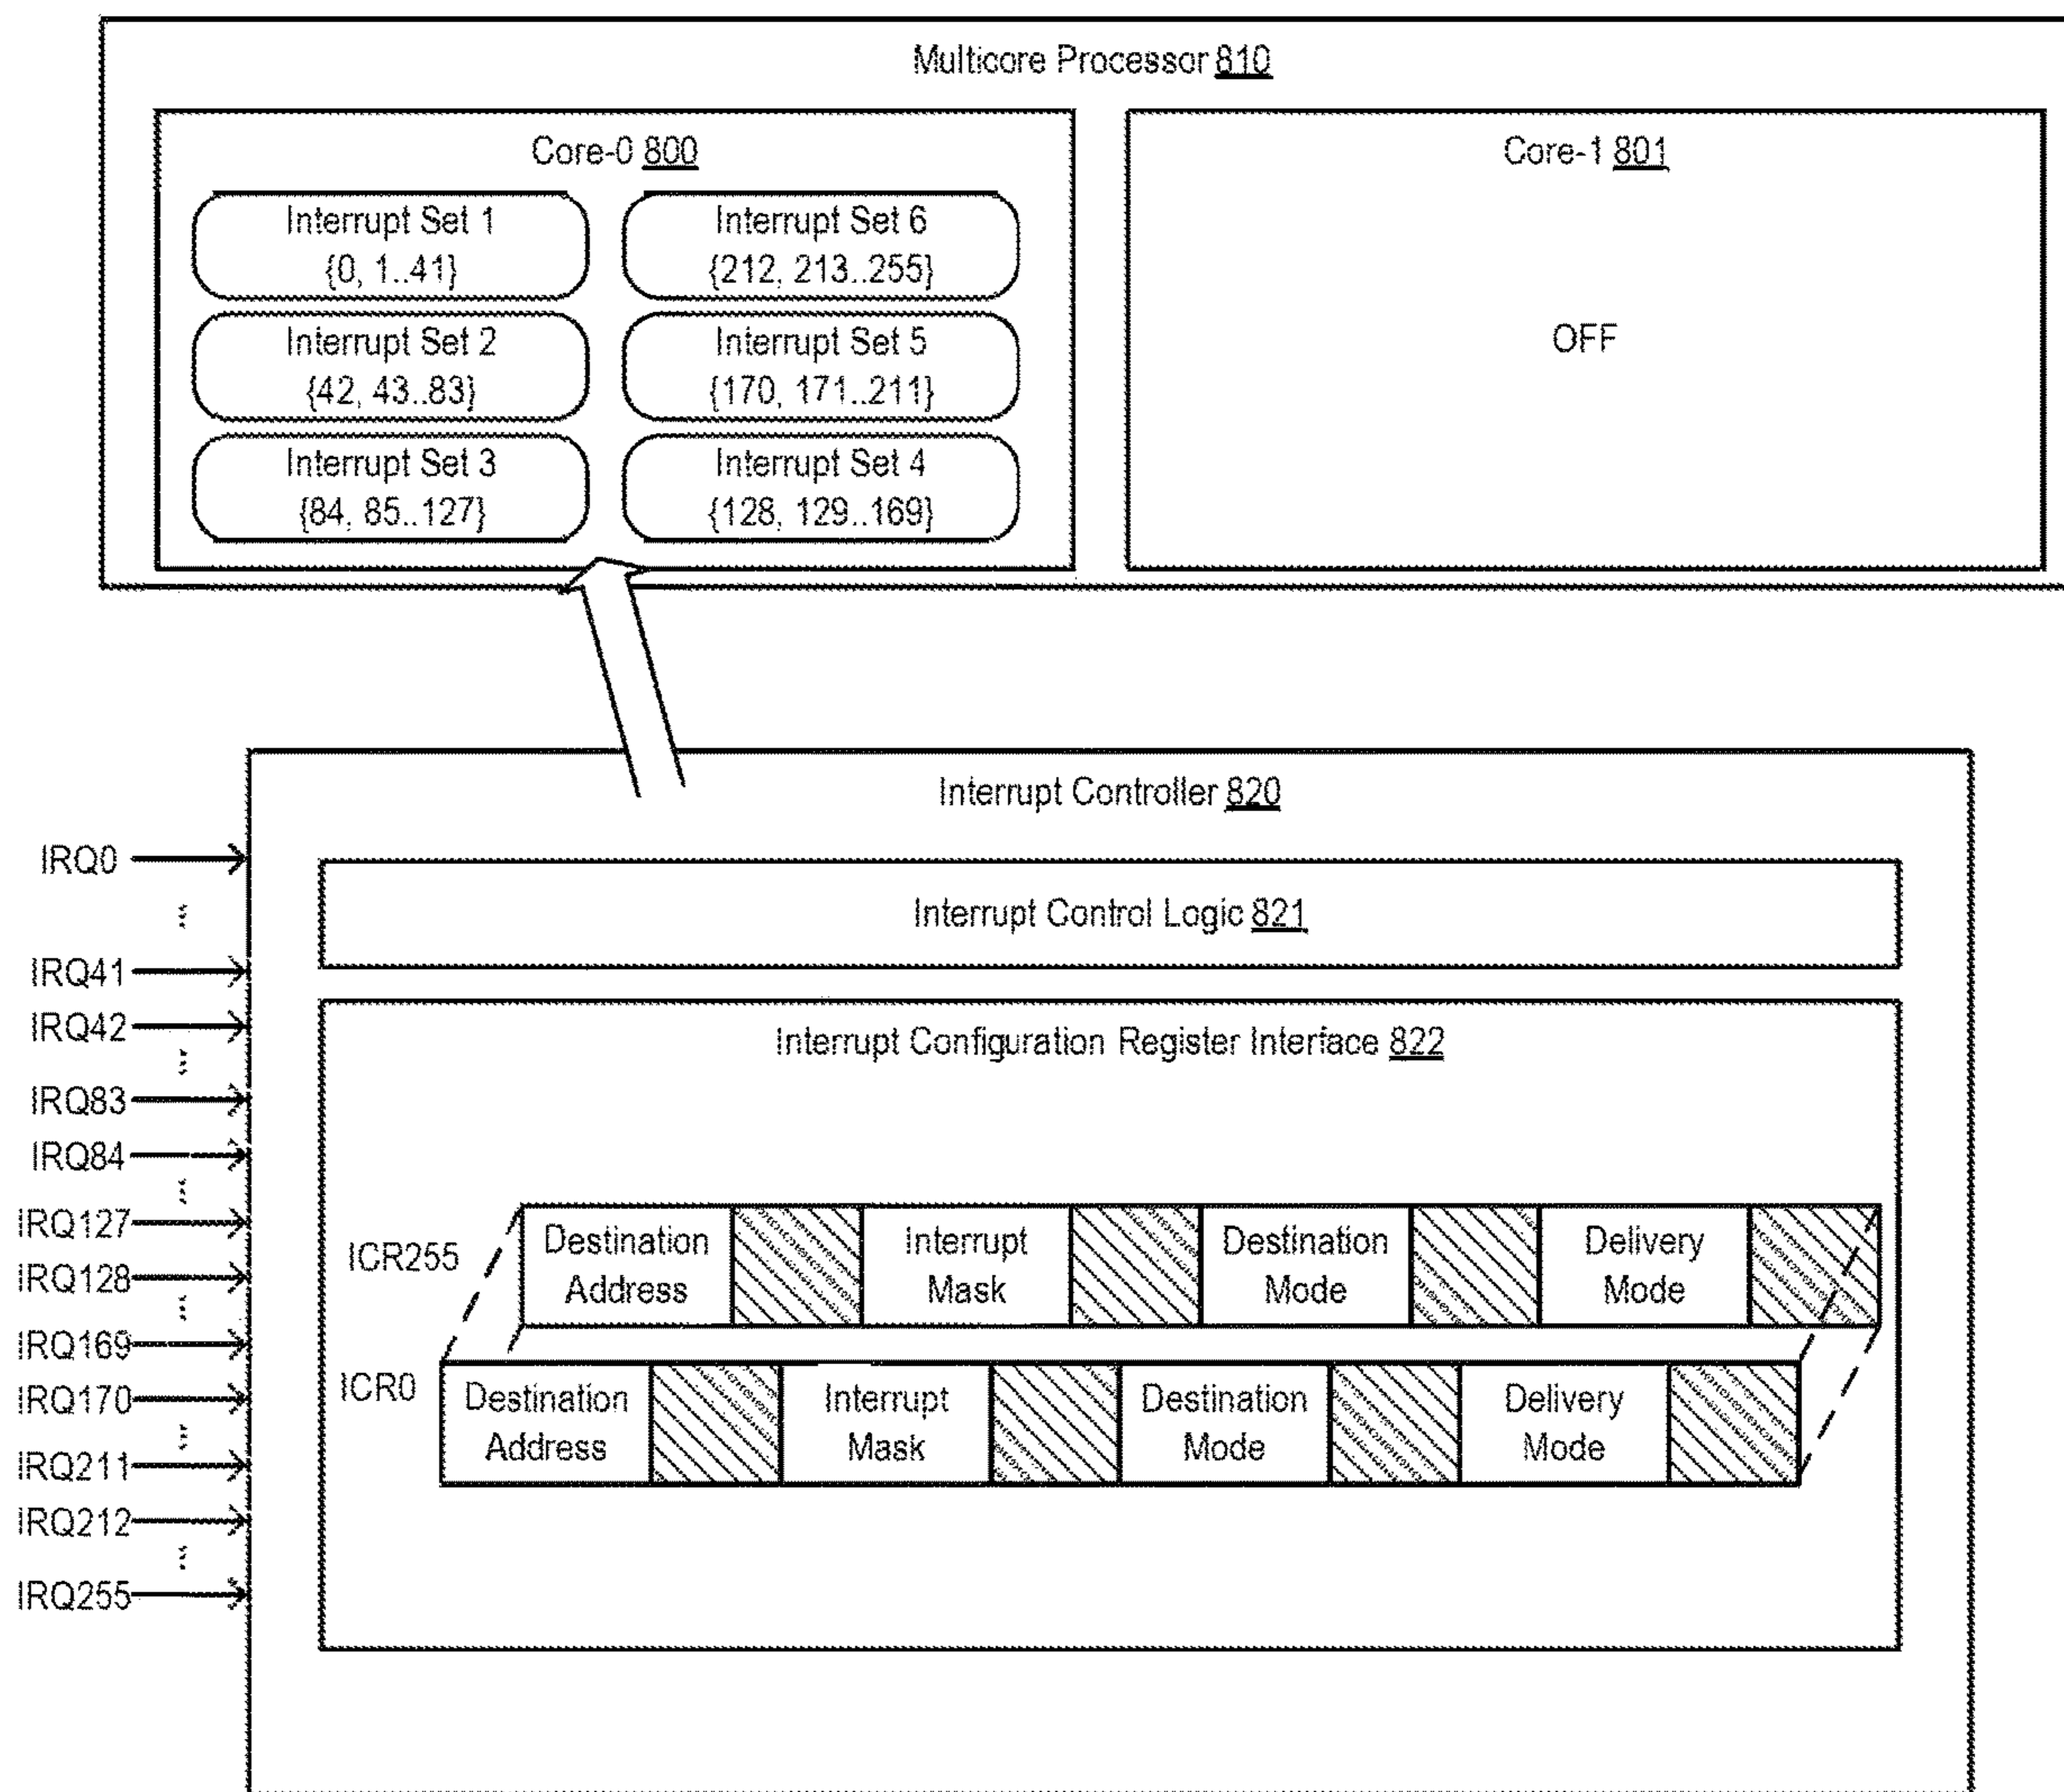 Multicore Processor 810
Core-0 800
Interrupt Set 1
{0, 1..41}
Interrupt Set 6
{212, 213..255}
Interrupt Set 2
{42, 43..83}
Interrupt Set 5
{170, 171..211}
Interrupt Set 3
{84, 85..127}
Interrupt Set 4
{128, 129..169}
Core-1 801
OFF
Interrupt Controller 820
Interrupt Control Logic 821
Interrupt Configuration Register Interface 822
IRQ0
...
IRQ41
IRQ42
...
IRQ83
IRQ84
...
IRQ127
IRQ128
...
IRQ169
IRQ170
...
IRQ211
IRQ212
...
IRQ255
ICR255
Destination
Address
Interrupt
Mask
Destination
Mode
Delivery
Mode
ICR0
Destination
Address
Interrupt
Mask
Destination
Mode
Delivery
Mode